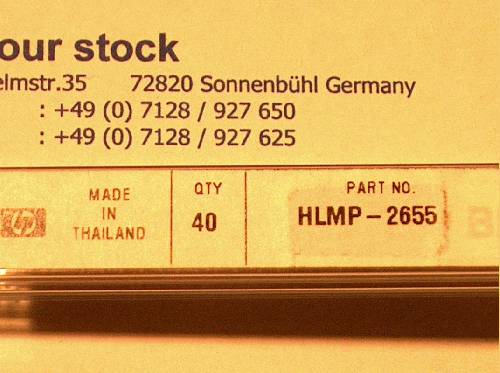 our stock
elmstr.35 72820 Sonnenbühl Germany
: +49 (0) 7128 / 927 650
: +49 (0) 7128 / 927 625
hp
MADE
IN
THAILAND
QTY
40
PART NO.
HLMP-2655
B